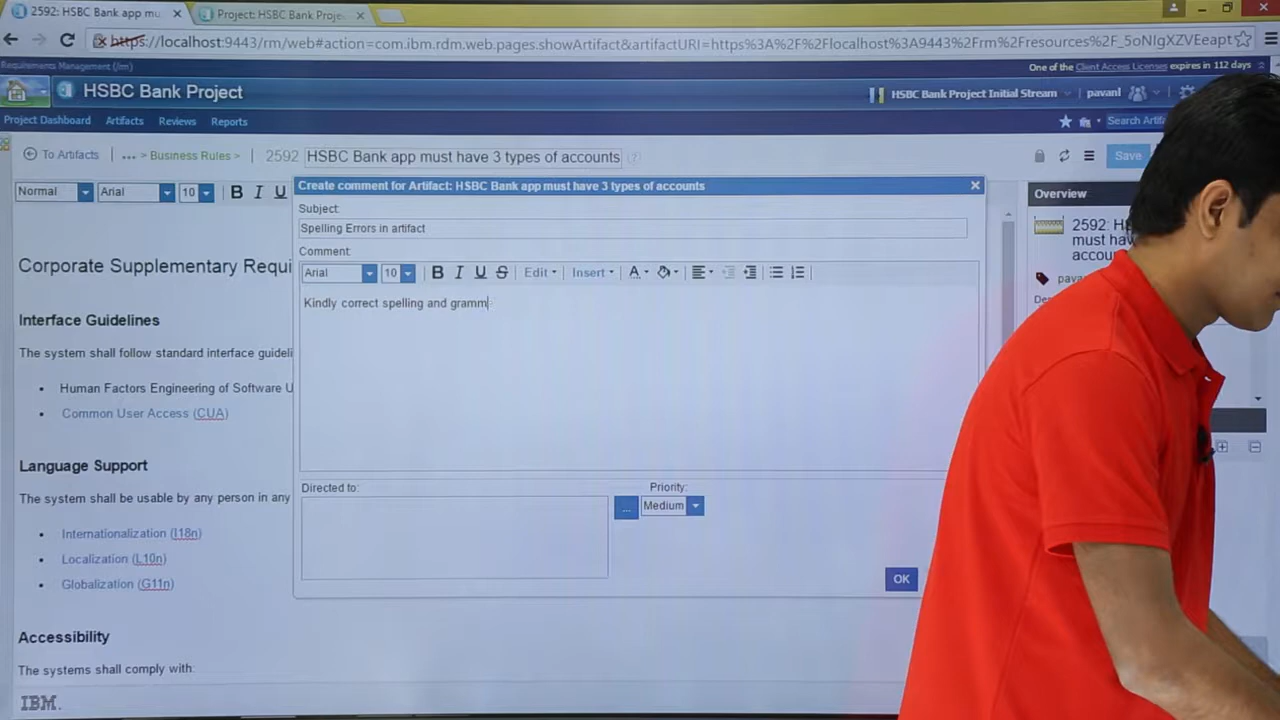 2592: HSBC Bank app mu
Project: HSBC Bank Proje
https://localhost:9443/rm/web#action=com.ibm.rdm.web.pages.showArtifact&artifactURI=https%3A%2F%2Flocalhost%3A9443%2Frm%2Fresources%2F_5oNIgXZVEeapt
Requirements Management (/rm)
One of the Client Access Licenses expires in 112 days
HSBC Bank Project
HSBC Bank Project Initial Stream
pavanl
Project Dashboard Artifacts Reviews Reports
Search Artifa
To Artifacts ... > Business Rules > 2592 HSBC Bank app must have 3 types of accounts ?
Save
Normal Arial 10 B I U
Create comment for Artifact: HSBC Bank app must have 3 types of accounts
Overview
Subject:
Spelling Errors in artifact
2592: H
must hav
accou
Comment:
Arial 10 B I U S Edit Insert A
Corporate Supplementary Requi
pava
De
Kindly correct spelling and gramm
Interface Guidelines
The system shall follow standard interface guideli
• Human Factors Engineering of Software U
• Common User Access (CUA)
Language Support
The system shall be usable by any person in any
Directed to:
...
Priority:
Medium
• Internationalization (I18n)
• Localization (L10n)
• Globalization (G11n)
OK
Accessibility
The systems shall comply with:
IBM.